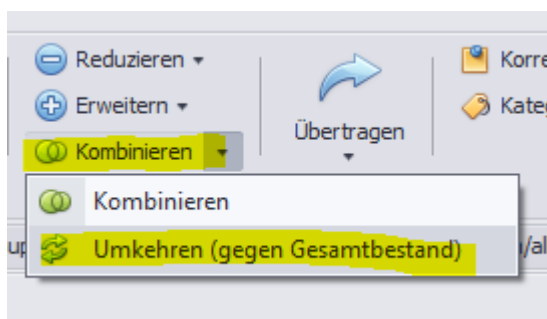 Reduzieren
Erweitern
Kombinieren
Übertragen
Kombinieren
Umkehren (gegen Gesamtbestand)